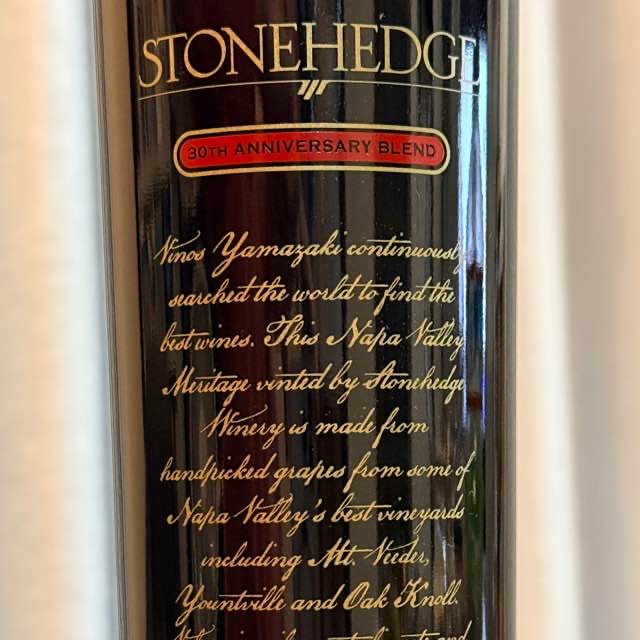 STONEHEDGE
30TH ANNIVERSARY BLEND
Vinos Yamazaki continuously
searched the world to find the
best wines. This Napa Valley
Meritage vinted by Stonehedge
Winery is made from
handpicked grapes from some of
Napa Valley's best vineyards
including Mt. Veeder,
Yountville and Oak Knoll.